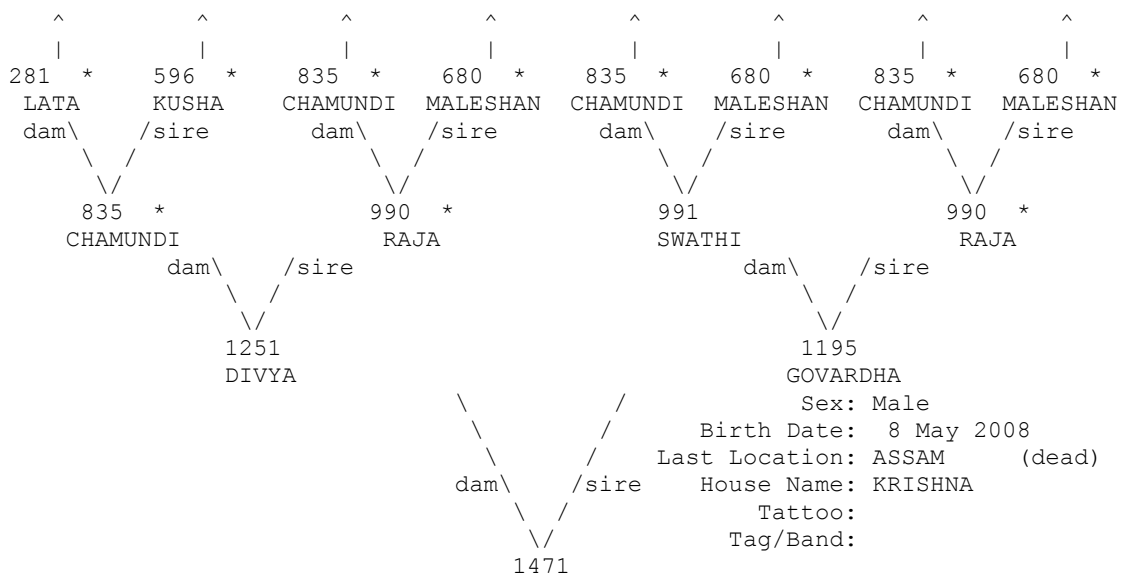 ^ ^ ^ ^ ^ ^ ^ ^
| | | | | | | |
281 * 596 * 835 * 680 * 835 * 680 * 835 * 680 *
LATA KUSHA CHAMUNDI MALESHAN CHAMUNDI MALESHAN CHAMUNDI MALESHAN
dam\ /sire dam\ /sire dam\ /sire dam\ /sire
\ / \ / \ / \ /
\/ \/ \/ \/
835 * 990 * 991 990 *
CHAMUNDI RAJA SWATHI RAJA
dam\ /sire dam\ /sire
\ / \ /
\/ \/
1251 1195
DIVYA GOVARDHA
\ / Sex: Male
\ / Birth Date: 8 May 2008
\ / Last Location: ASSAM (dead)
dam\ /sire House Name: KRISHNA
\ / Tattoo:
\/ Tag/Band:
1471